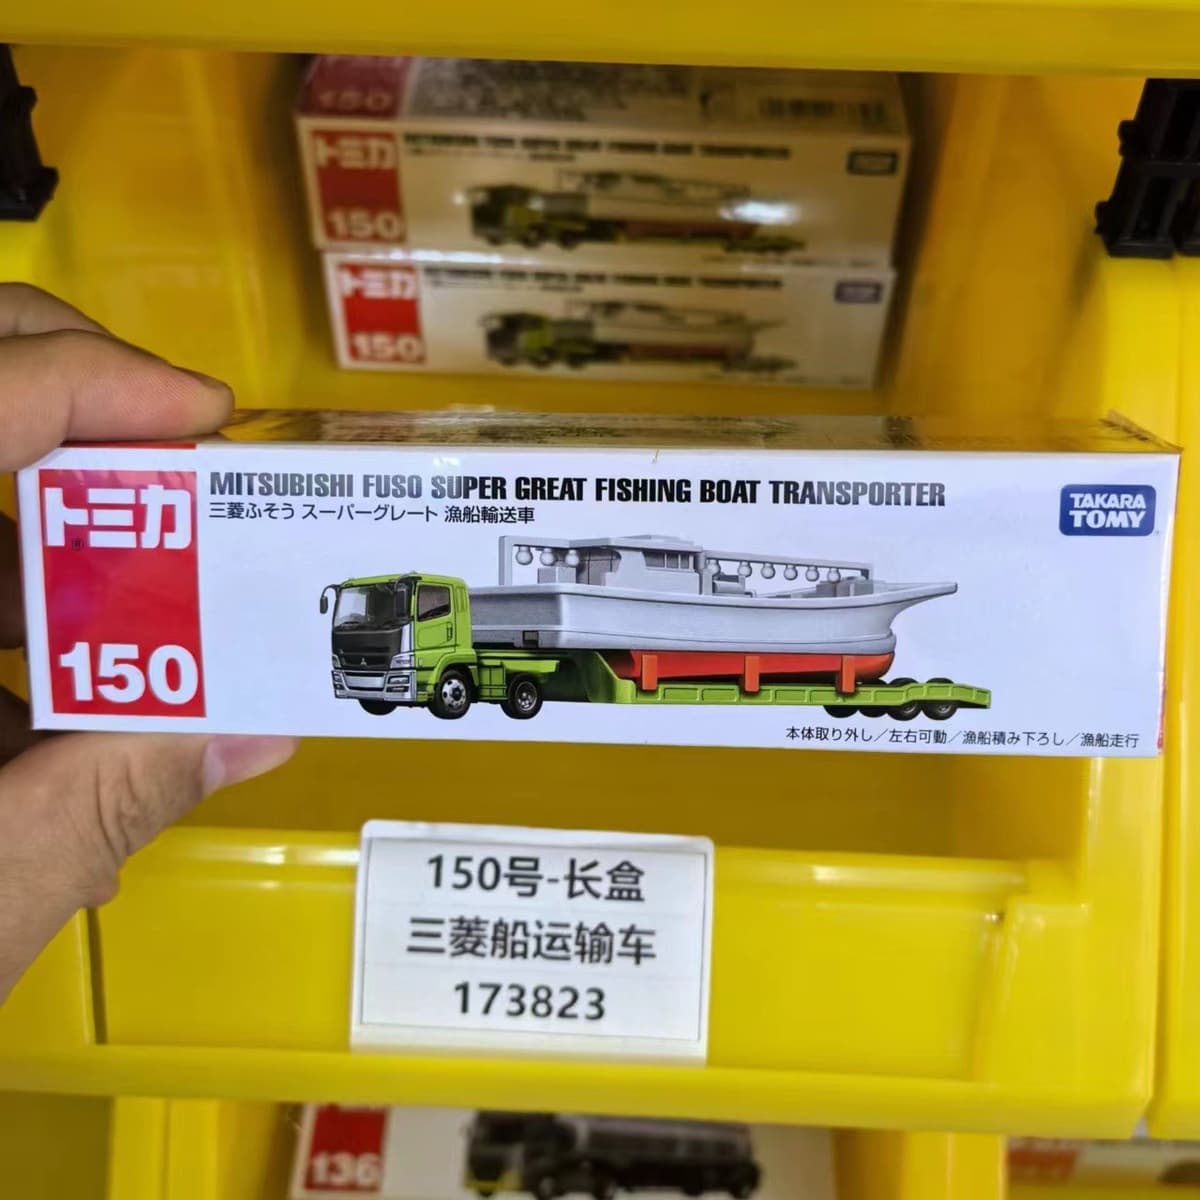 150
トミカ
150
トミカ
150
MITSUBISHI FUSO SUPER GREAT FISHING BOAT TRANSPORTER
三菱ふそう スーパーグレート 漁船輸送車
TAKARA
TOMY
トミカ
150
本体取り外し／左右可動／漁船積み下ろし／漁船走行
150号-长盒
三菱船运输车
173823
136